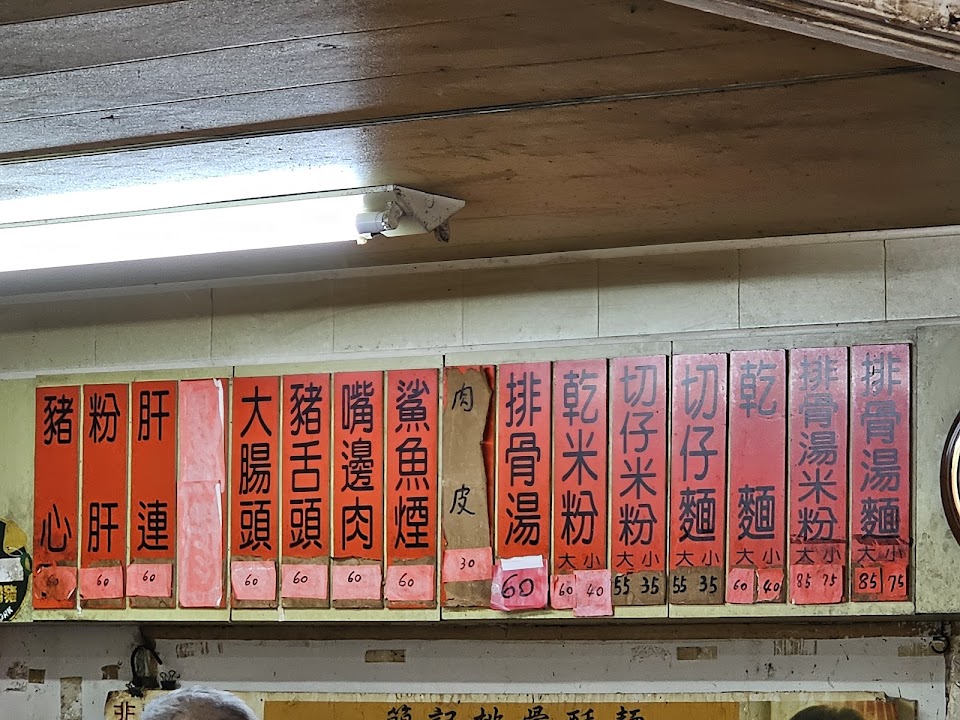 排骨湯麵 大 小 85 75
排骨湯米粉 大 小 85 75
乾麵 大 小 60 40
切仔麵 大 小 55 35
切仔米粉 大 小 55 35
乾米粉 大 小 60 40
排骨湯 60
肉皮 30
鯊魚煙 60
嘴邊肉 60
豬舌頭 60
大腸頭 60
肝連 60
粉肝 60
豬心 60